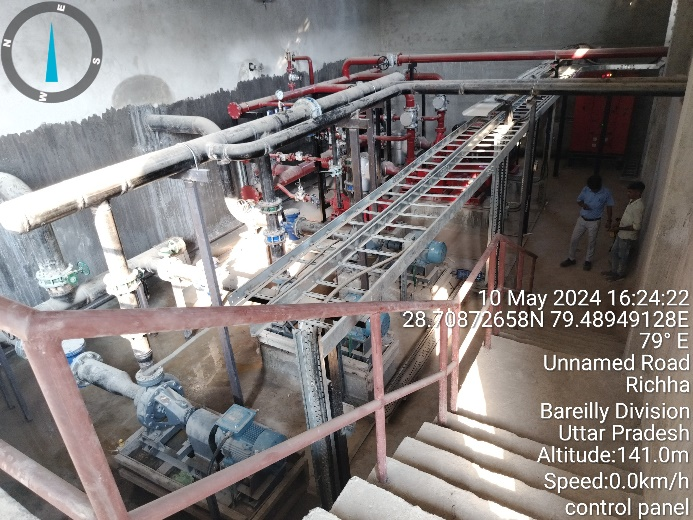 N
E
W
S
10 May 2024 16:24:22
28.70872658N 79.48949128E
79° E
Unnamed Road
Richha
Bareilly Division
Uttar Pradesh
Altitude:141.0m
Speed:0.0km/h
control panel